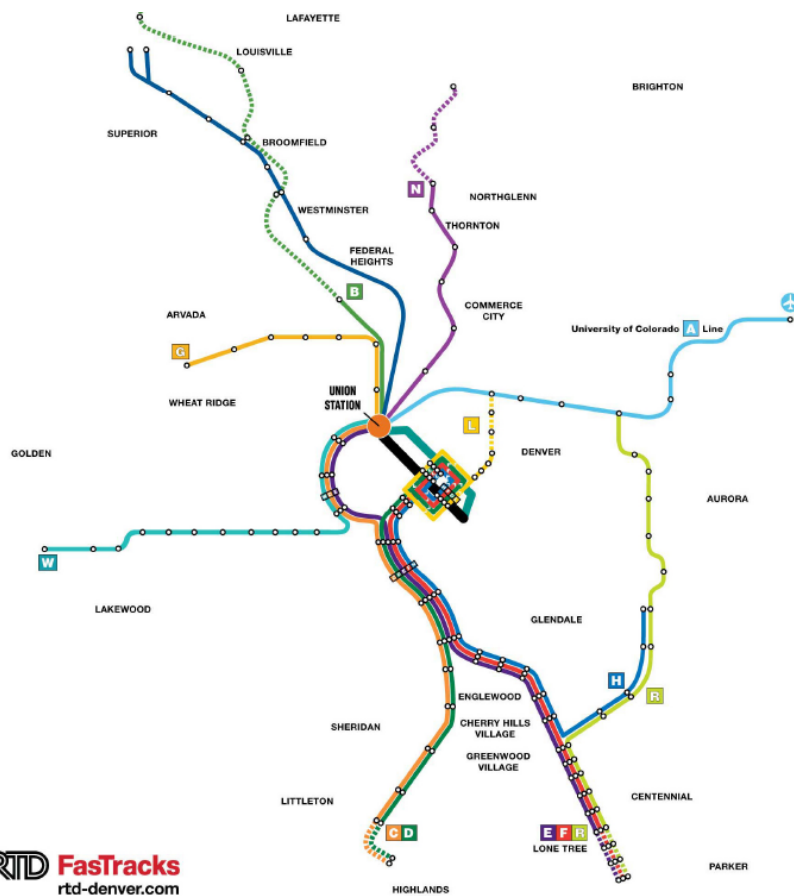 LAFAYETTE
LOUISVILLE
BRIGHTON
SUPERIOR
BROOMFIELD
N
NORTHGLENN
WESTMINSTER
THORNTON
FEDERAL
HEIGHTS
B
COMMERCE
CITY
ARVADA
University of Colorado A Line
G
UNION
STATION
WHEAT RIDGE
L
GOLDEN
DENVER
AURORA
W
LAKEWOOD
GLENDALE
H
R
ENGLEWOOD
SHERIDAN
CHERRY HILLS
VILLAGE
GREENWOOD
VILLAGE
LITTLETON
CENTENNIAL
C D
E F R
LONE TREE
PARKER
RTD FasTracks
rtd-denver.com
HIGHLANDS